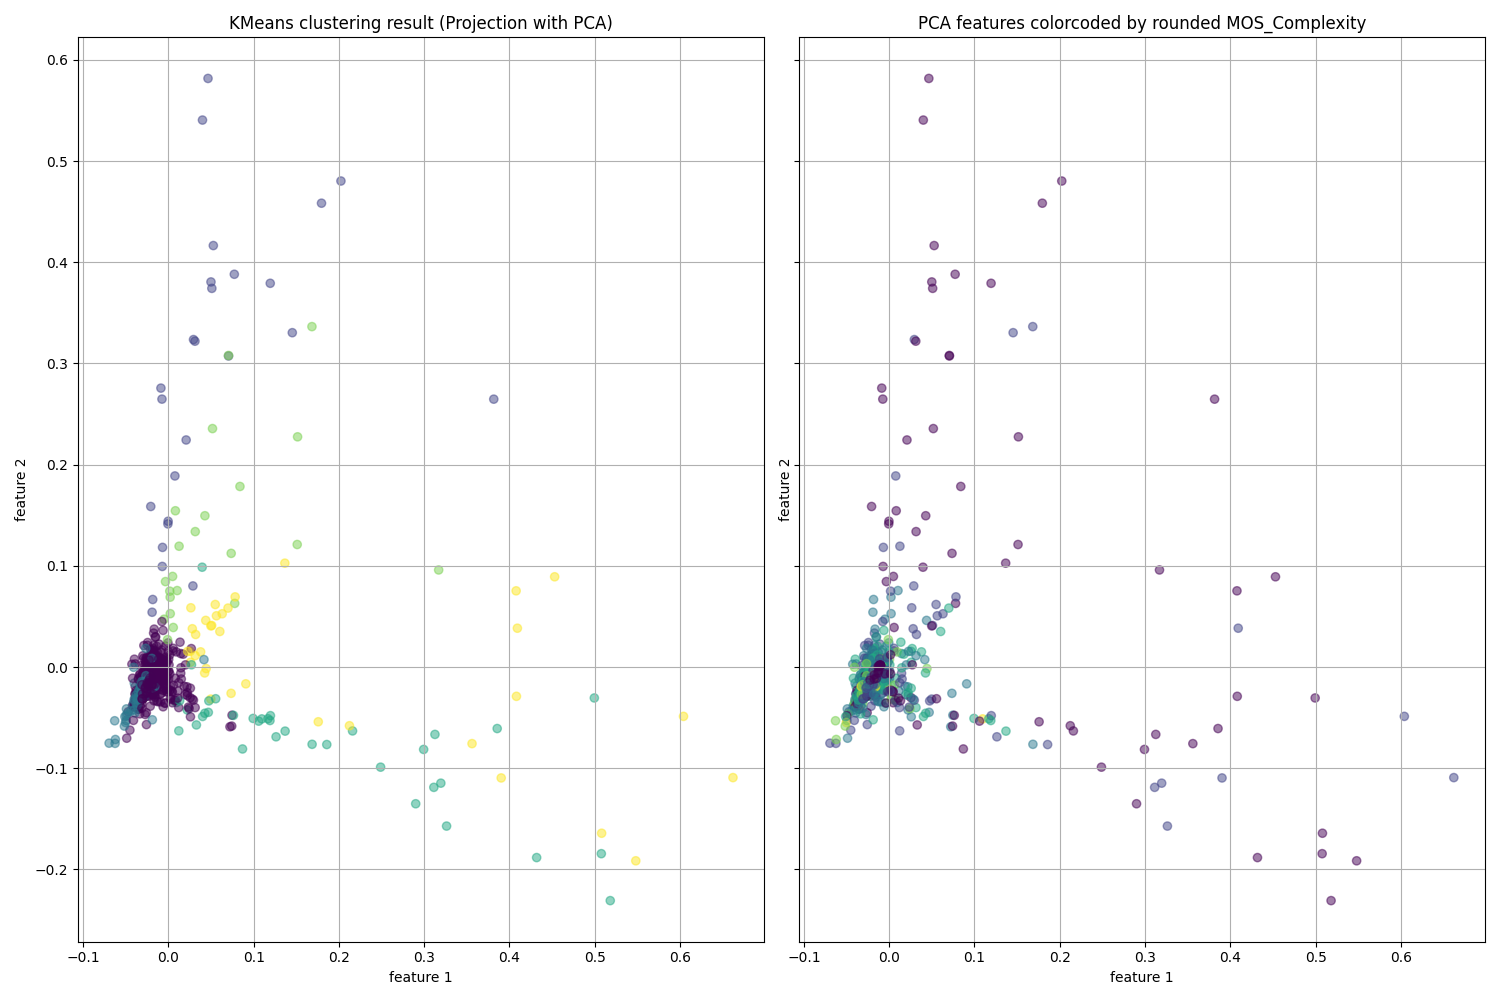 KMeans clustering result (Projection with PCA)
PCA features colorcoded by rounded MOS_Complexity
0.6
0.5
0.4
0.3
0.2
0.1
0.0
−0.1
−0.2
feature 2
feature 2
−0.1 0.0 0.1 0.2 0.3 0.4 0.5 0.6
−0.1 0.0 0.1 0.2 0.3 0.4 0.5 0.6
feature 1
feature 1